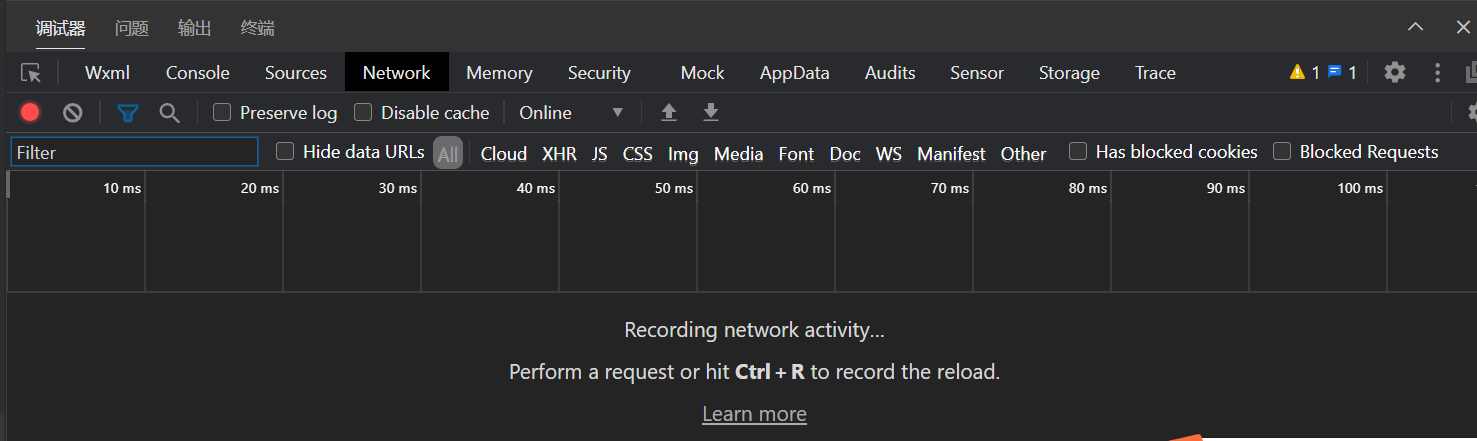 调试器 问题 输出 终端
Wxml Console Sources Network Memory Security Mock AppData Audits Sensor Storage Trace 1 1
Preserve log Disable cache Online
Filter Hide data URLs All Cloud XHR JS CSS Img Media Font Doc WS Manifest Other Has blocked cookies Blocked Requests
10 ms 20 ms 30 ms 40 ms 50 ms 60 ms 70 ms 80 ms 90 ms 100 ms
Recording network activity...
Perform a request or hit Ctrl + R to record the reload.
Learn more